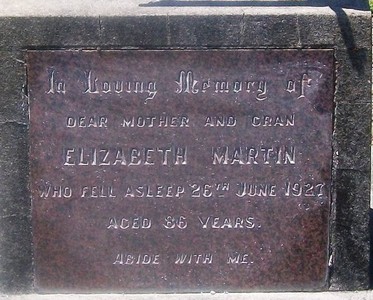 In Loving Memory of
DEAR MOTHER AND GRAN
ELIZABETH MARTIN
WHO FELL ASLEEP 26TH JUNE 1927
AGED 86 YEARS.
ABIDE WITH ME.